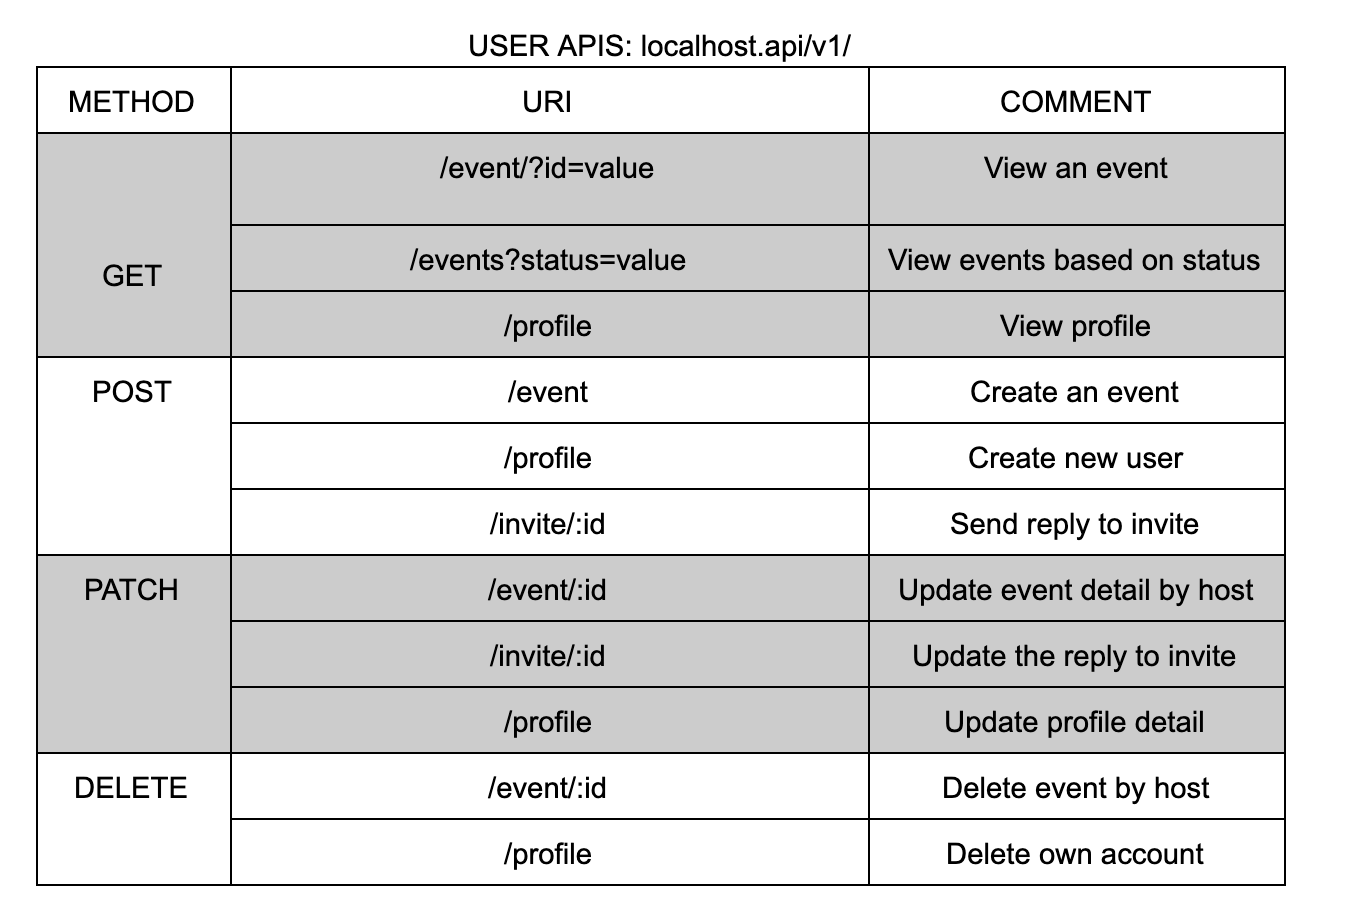 USER APIS: localhost.api/v1/
METHOD URI COMMENT
/event/?id=value View an event
GET /events?status=value View events based on status
/profile View profile
POST /event Create an event
/profile Create new user
/invite/:id Send reply to invite
PATCH /event/:id Update event detail by host
/invite/:id Update the reply to invite
/profile Update profile detail
DELETE /event/:id Delete event by host
/profile Delete own account